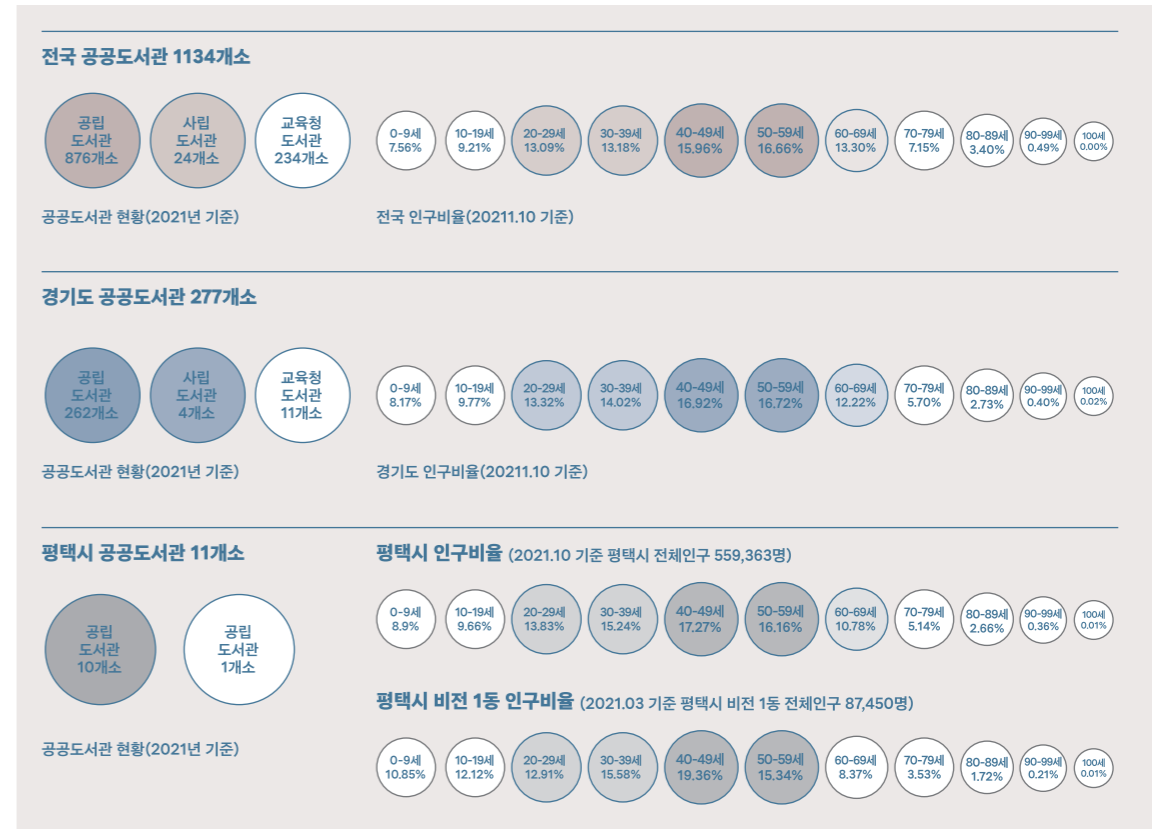 전국 공공도서관 1134개소
공립
도서관
876개소
사립
도서관
24개소
교육청
도서관
234개소
0-9세
7.56%
10-19세
9.21%
20-29세
13.09%
30-39세
13.18%
40-49세
15.96%
50-59세
16.66%
60-69세
13.30%
70-79세
7.15%
80-89세
3.40%
90-99세
0.49%
100세
0.00%
공공도서관 현황(2021년 기준)
전국 인구비율(20211.10 기준)
경기도 공공도서관 277개소
공립
도서관
262개소
사립
도서관
4개소
교육청
도서관
11개소
0-9세
8.17%
10-19세
9.77%
20-29세
13.32%
30-39세
14.02%
40-49세
16.92%
50-59세
16.72%
60-69세
12.22%
70-79세
5.70%
80-89세
2.73%
90-99세
0.40%
100세
0.02%
공공도서관 현황(2021년 기준)
경기도 인구비율(20211.10 기준)
평택시 공공도서관 11개소
공립
도서관
10개소
공립
도서관
1개소
공공도서관 현황(2021년 기준)
평택시 인구비율 (2021.10 기준 평택시 전체인구 559,363명)
0-9세
8.9%
10-19세
9.66%
20-29세
13.83%
30-39세
15.24%
40-49세
17.27%
50-59세
16.16%
60-69세
10.78%
70-79세
5.14%
80-89세
2.66%
90-99세
0.36%
100세
0.01%
평택시 비전 1동 인구비율 (2021.03 기준 평택시 비전 1동 전체인구 87,450명)
0-9세
10.85%
10-19세
12.12%
20-29세
12.91%
30-39세
15.58%
40-49세
19.36%
50-59세
15.34%
60-69세
8.37%
70-79세
3.53%
80-89세
1.72%
90-99세
0.21%
100세
0.01%